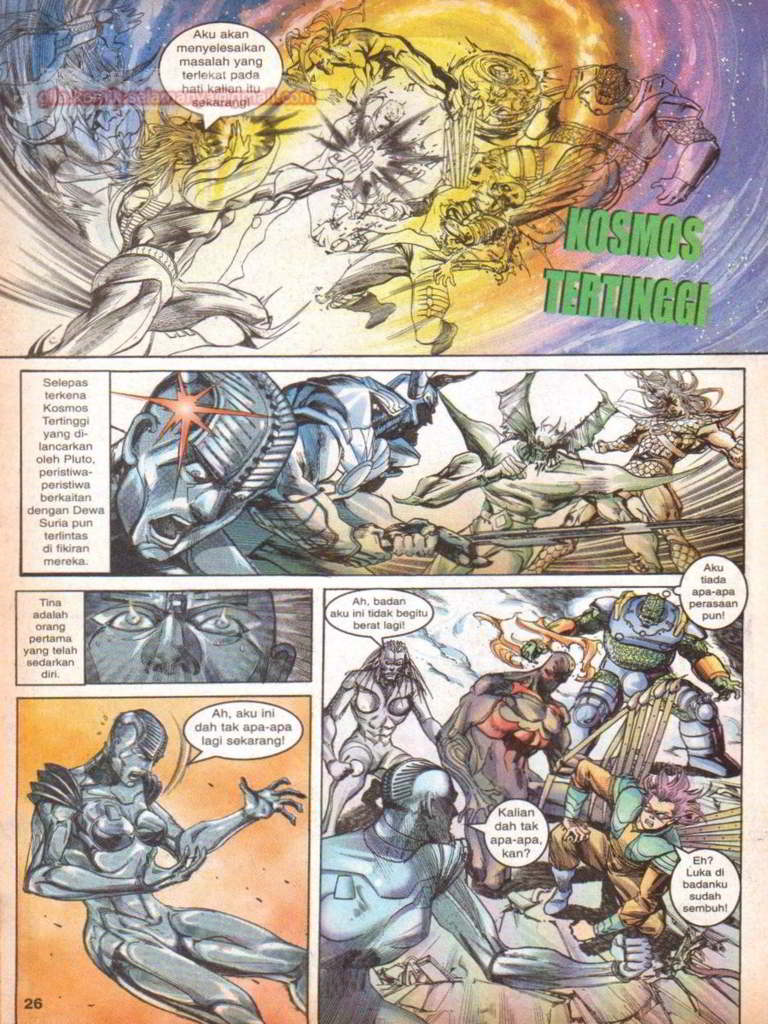 Aku akan
menyelesaikan
masalah yang
terlekat pada
hati kalian itu
sekarang!
KOSMOS
TERTINGGI
Selepas
terkena
Kosmos
Tertinggi
yang di-
lancarkan
oleh Pluto,
peristiwa-
peristiwa
berkaitan
dengan Dewa
Suria pun
terlintas
di fikiran
mereka.
Tina
adalah
orang
pertama
yang telah
sedarkan
diri.
Ah, badan
aku ini tidak begitu
berat lagi!
Aku
tiada
apa-apa
perasaan
pun!
Ah, aku ini
dah tak apa-apa
lagi sekarang!
Kalian
dah tak
apa-apa,
kan?
Eh?
Luka di
badanku
sudah
sembuh!
26